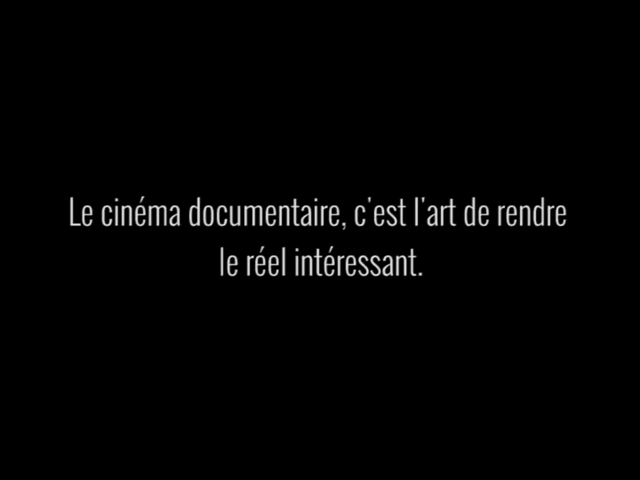 Le cinéma documentaire, c'est l'art de rendre
le réel intéressant.